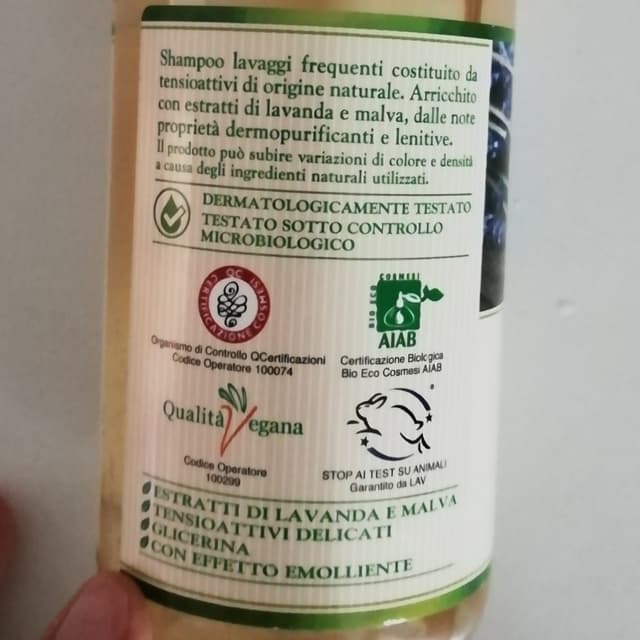 Shampoo lavaggi frequenti costituito da
tensioattivi di origine naturale. Arricchito
con estratti di lavanda e malva, dalle note
proprietà dermopurificanti e lenitive.
Il prodotto può subire variazioni di colore e densità
a causa degli ingredienti naturali utilizzati.
DERMATOLOGICAMENTE TESTATO
TESTATO SOTTO CONTROLLO
MICROBIOLOGICO
QC CERTIFICAZIONE COSMESI
Organismo di Controllo QCertificazioni
Codice Operatore 100074
BIO ECO COSMESI
AIAB
Certificazione Biologica
Bio Eco Cosmesi AIAB
Qualità Vegana
Codice Operatore
100299
STOP AI TEST SU ANIMALI
Garantito da LAV
ESTRATTI DI LAVANDA E MALVA
TENSIOATTIVI DELICATI
GLICERINA
CON EFFETTO EMOLLIENTE